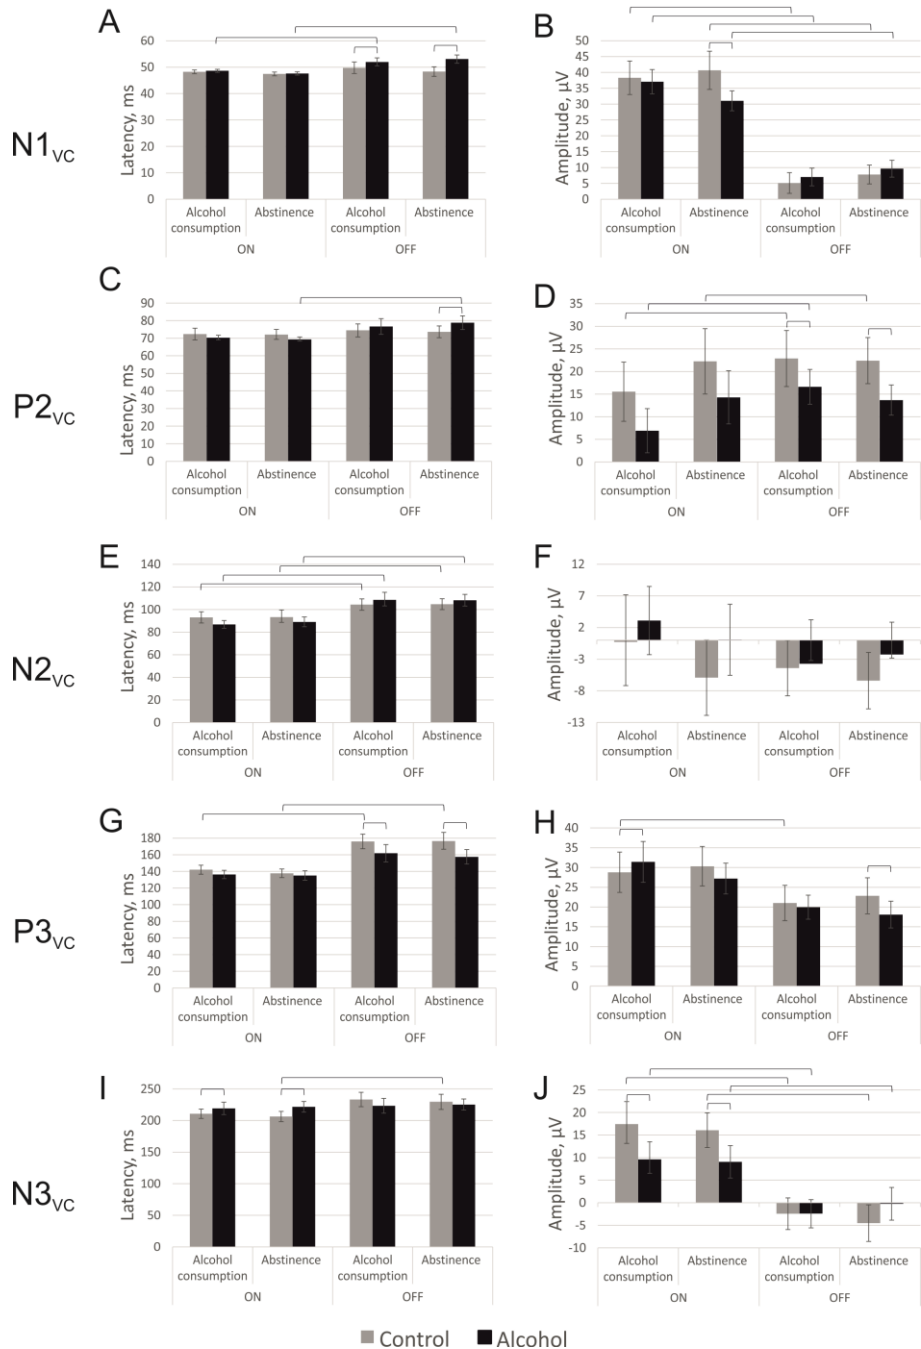 A
B
N1VC
Latency, ms
60
50
40
30
20
10
0
Alcohol consumption
Abstinence
Alcohol consumption
Abstinence
ON
OFF
Amplitude, µV
50
45
40
35
30
25
20
15
10
5
0
Alcohol consumption
Abstinence
Alcohol consumption
Abstinence
ON
OFF
C
D
P2VC
Latency, ms
90
80
70
60
50
40
30
20
10
0
Alcohol consumption
Abstinence
Alcohol consumption
Abstinence
ON
OFF
Amplitude, µV
35
30
25
20
15
10
5
0
Alcohol consumption
Abstinence
Alcohol consumption
Abstinence
ON
OFF
E
F
N2VC
Latency, ms
140
120
100
80
60
40
20
0
Alcohol consumption
Abstinence
Alcohol consumption
Abstinence
ON
OFF
Amplitude, µV
12
7
2
-3
-8
-13
Alcohol consumption
Abstinence
Alcohol consumption
Abstinence
ON
OFF
G
H
P3VC
Latency, ms
180
160
140
120
100
80
60
40
20
0
Alcohol consumption
Abstinence
Alcohol consumption
Abstinence
ON
OFF
Amplitude, µV
40
35
30
25
20
15
10
5
0
Alcohol consumption
Abstinence
Alcohol consumption
Abstinence
ON
OFF
I
J
N3VC
Latency, ms
250
200
150
100
50
0
Alcohol consumption
Abstinence
Alcohol consumption
Abstinence
ON
OFF
Amplitude, µV
25
20
15
10
5
0
-5
-10
Alcohol consumption
Abstinence
Alcohol consumption
Abstinence
ON
OFF
Control
Alcohol